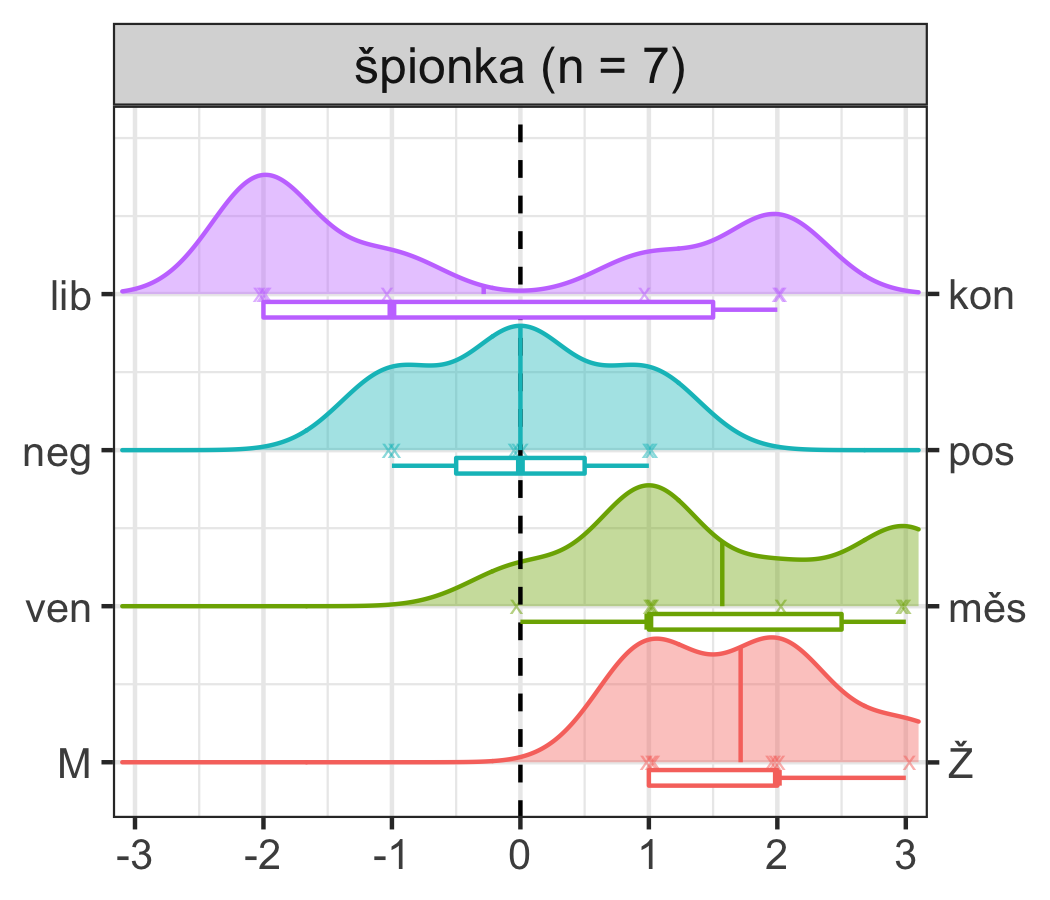 špionka (n = 7)
lib kon
neg pos
ven měs
M Ž
-3 -2 -1 0 1 2 3